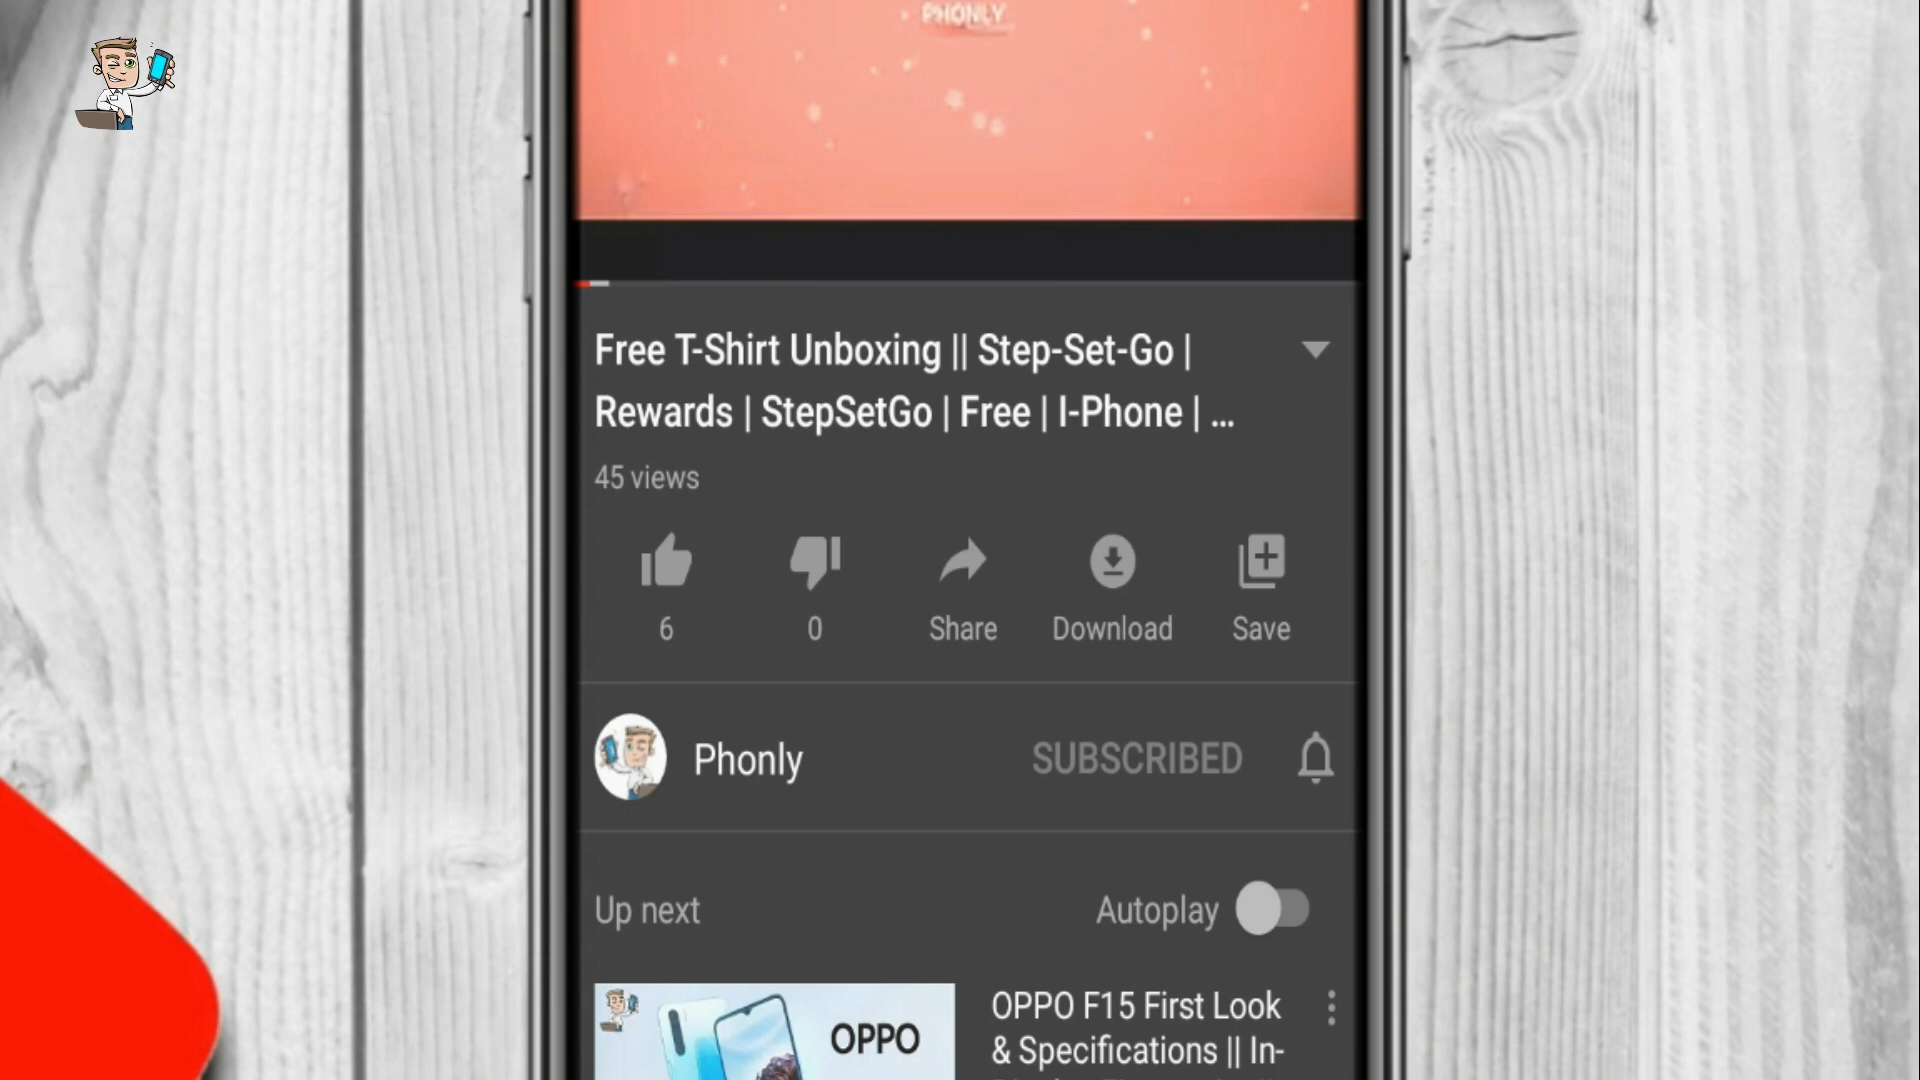 PHONLY
Free T-Shirt Unboxing || Step-Set-Go |
Rewards | StepSetGo | Free | I-Phone | ...
45 views
6
0
Share
Download
Save
Phonly
SUBSCRIBED
Up next
Autoplay
OPPO
OPPO F15 First Look
& Specifications || In-